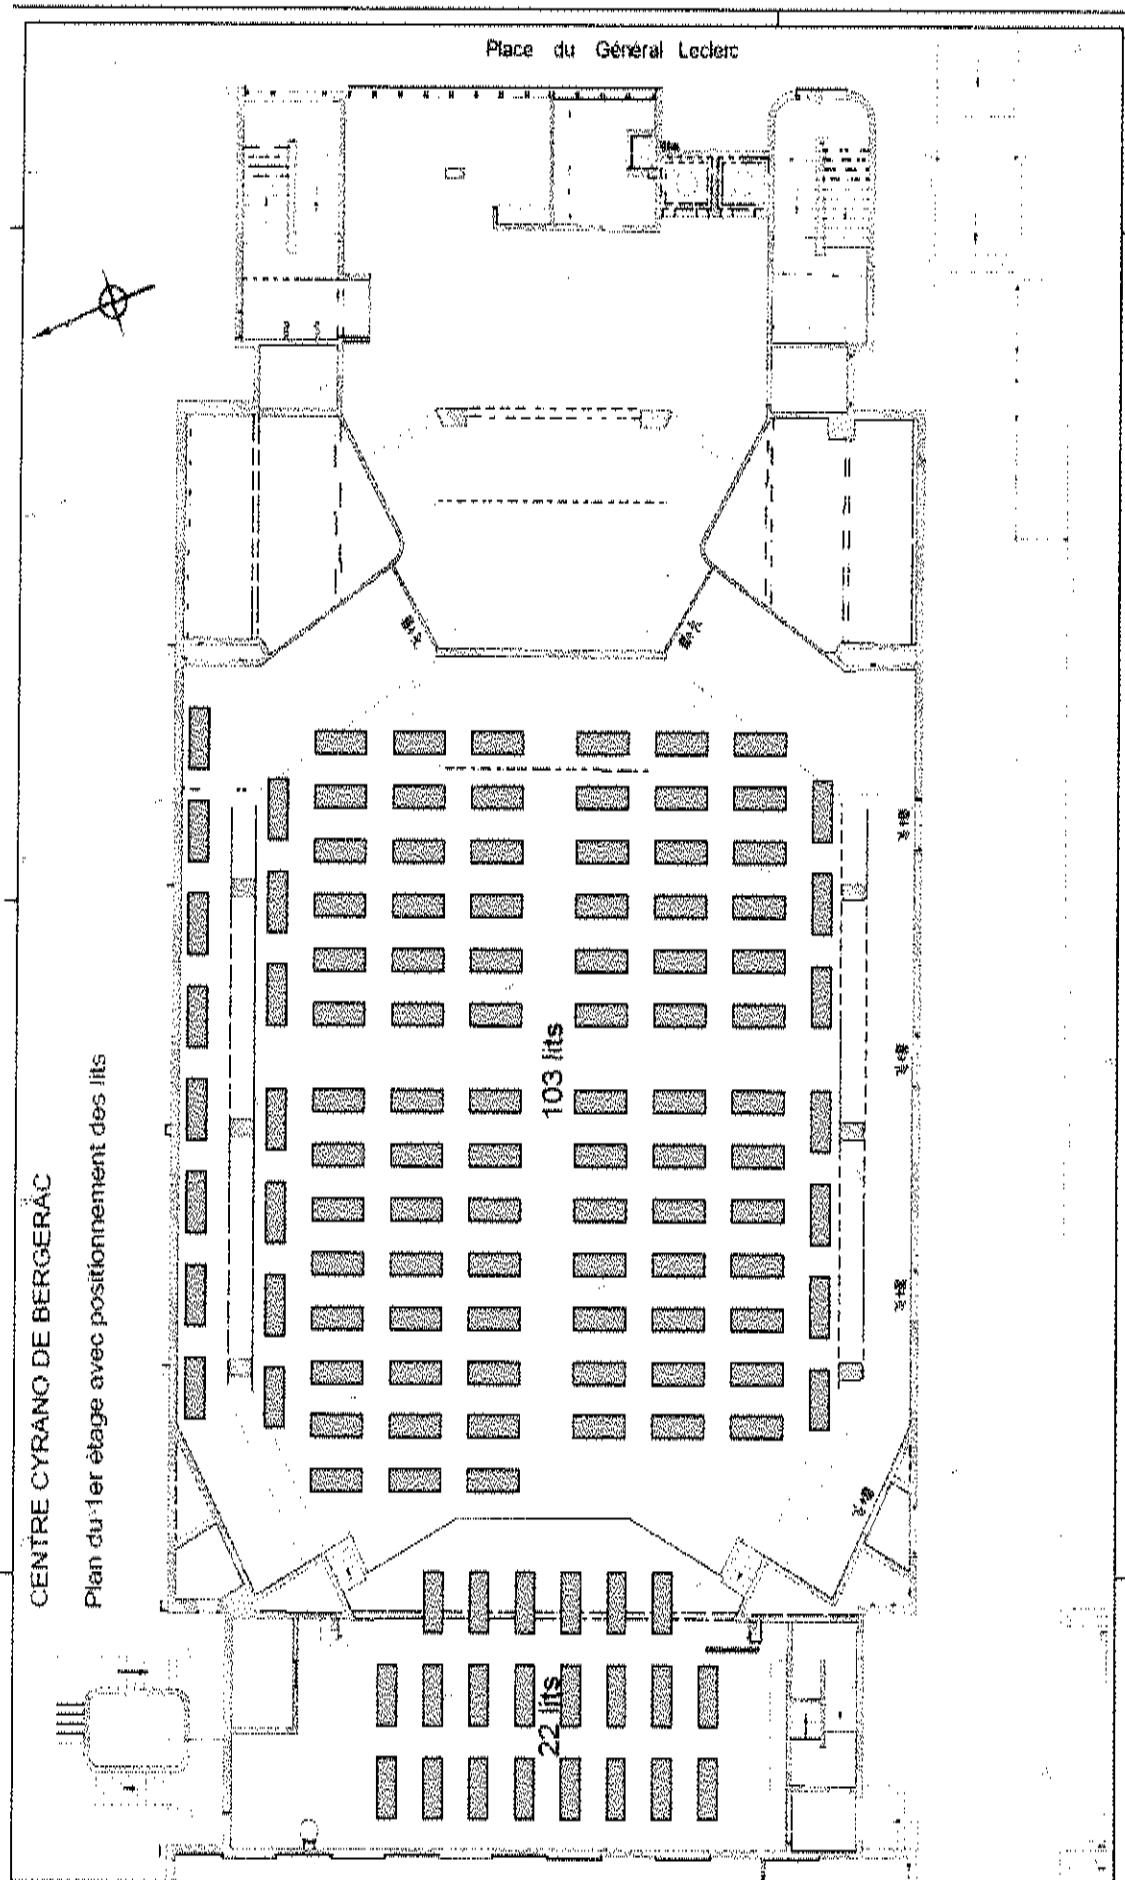 Place du Général Leclerc
CENTRE CYRANO DE BERGERAC
Plan du 1er étage avec positionnement des lits
103 lits
22 lits